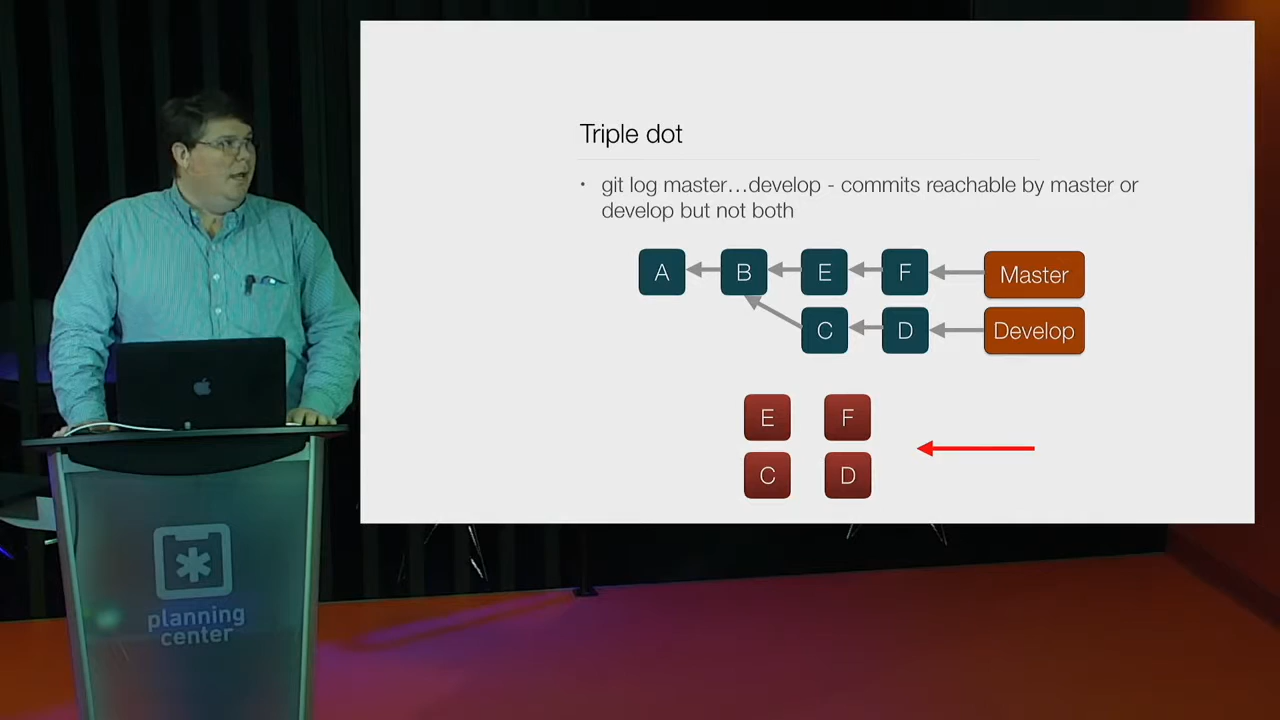 Triple dot
• git log master...develop - commits reachable by master or
develop but not both
A B E F Master
C D Develop
E F
C D
planning
center